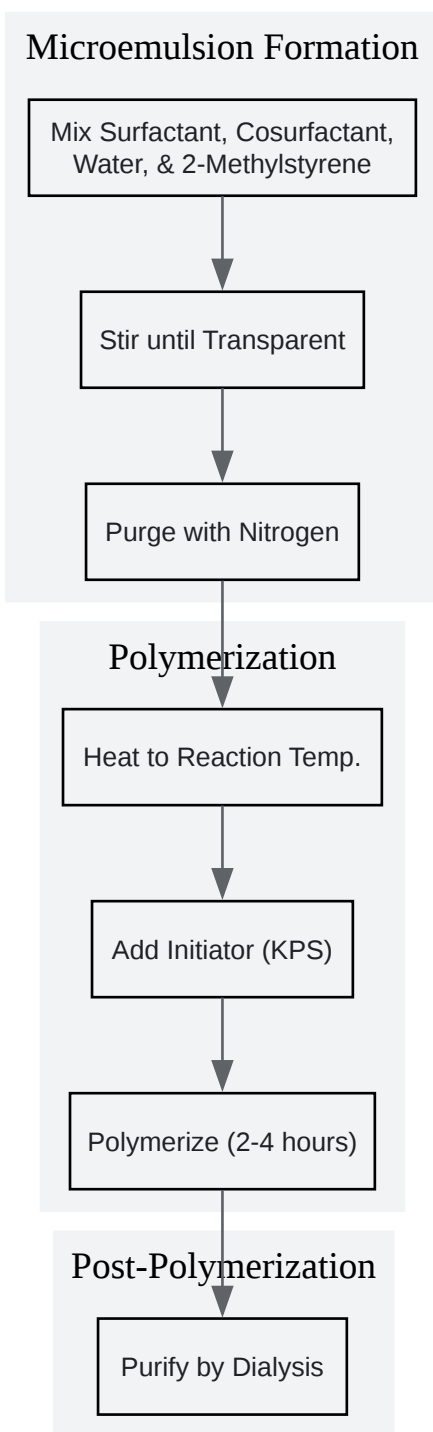 Microemulsion Formation
Mix Surfactant, Cosurfactant,
Water, & 2-Methylstyrene
Stir until Transparent
Purge with Nitrogen
Polymerization
Heat to Reaction Temp.
Add Initiator (KPS)
Polymerize (2-4 hours)
Post-Polymerization
Purify by Dialysis